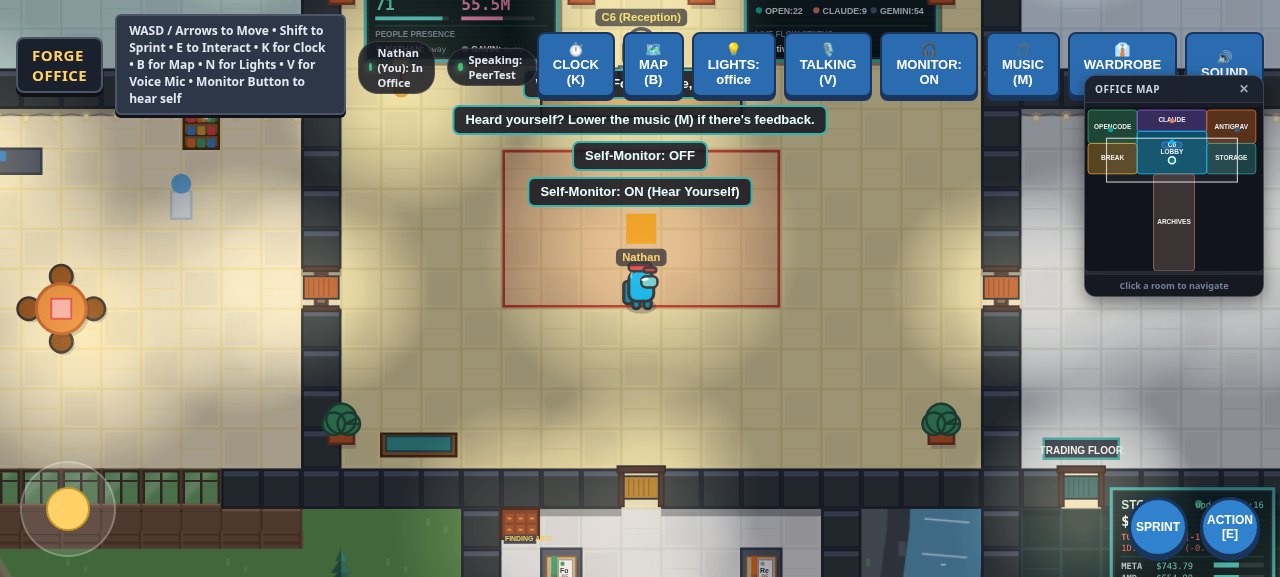 FORGE
OFFICE
WASD / Arrows to Move • Shift to
Sprint • E to Interact • K for Clock
• B for Map • N for Lights • V for
Voice Mic • Monitor Button to
hear self
71
55.5M
PEOPLE PRESENCE
Nathan
(You): In
Office
Speaking:
PeerTest
C6 (Reception)
OPEN:22
CLAUDE:9
GEMINI:54
CLOCK
(K)
MAP
(B)
LIGHTS:
office
TALKING
(V)
MONITOR:
ON
MUSIC
(M)
WARDROBE
SOUND
Heard yourself? Lower the music (M) if there's feedback.
Self-Monitor: OFF
Self-Monitor: ON (Hear Yourself)
Nathan
OFFICE MAP
✕
OPENCODE
CLAUDE
ANTIGRAV
BREAK
LOBBY
STORAGE
ARCHIVES
Click a room to navigate
TRADING FLOOR
SPRINT
ACTION
[E]
META
$743.79
Fo
Re